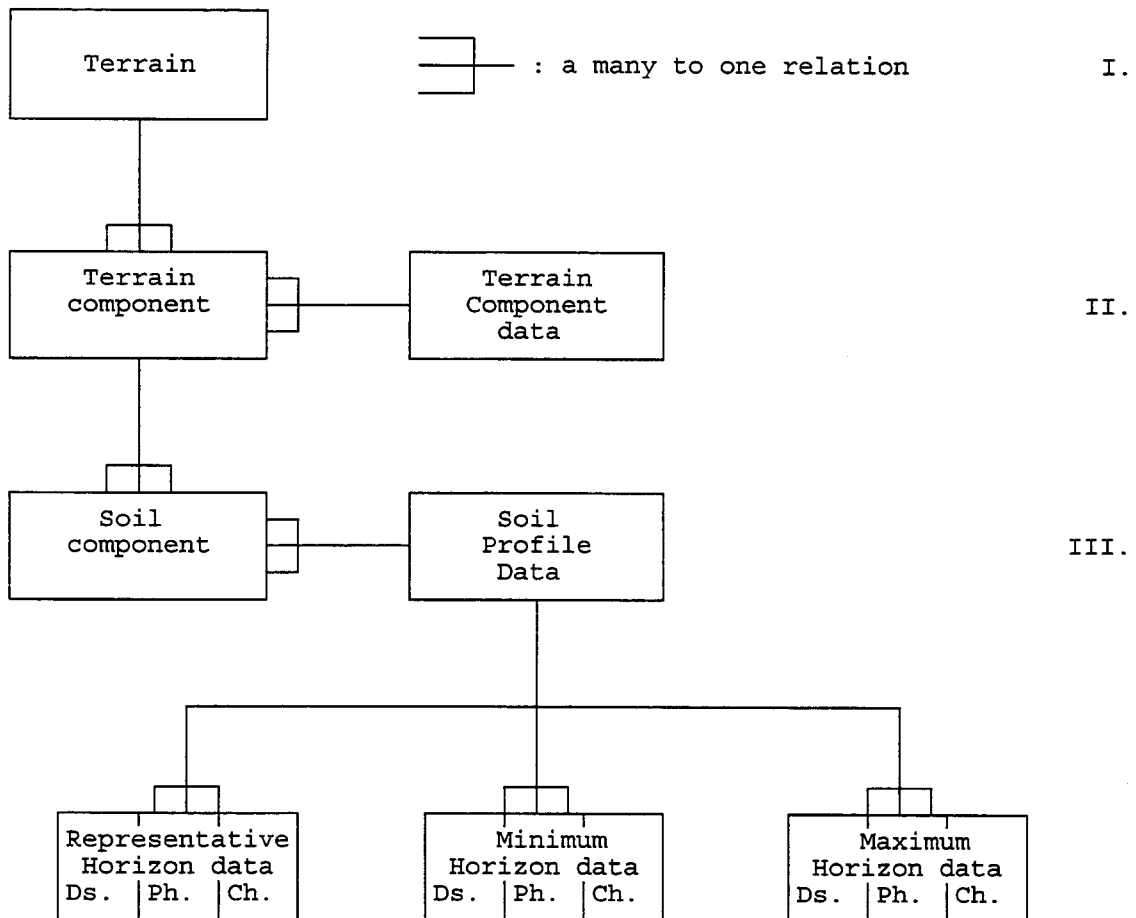 Terrain
: a many to one relation
I.
Terrain
component
Terrain
Component
data
II.
Soil
component
Soil
Profile
Data
III.
Representative
Horizon data
Ds. Ph. Ch.
Minimum
Horizon data
Ds. Ph. Ch.
Maximum
Horizon data
Ds. Ph. Ch.